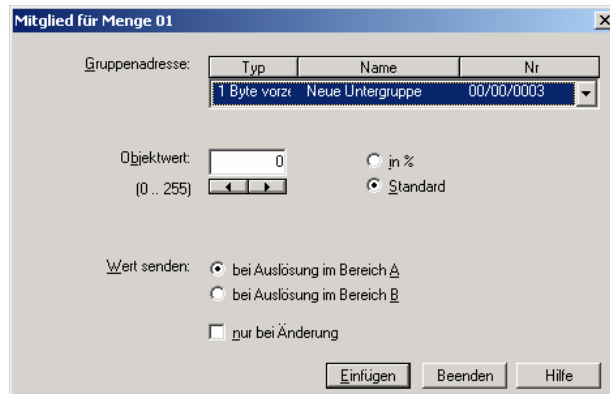 Mitglied für Menge 01
Gruppenadresse:
Typ Name Nr
1 Byte vorze Neue Untergruppe 00/00/0003
Objektwert: 0 in %
(0 .. 255) Standard
Wert senden: bei Auslösung im Bereich A
bei Auslösung im Bereich B
nur bei Änderung
Einfügen Beenden Hilfe